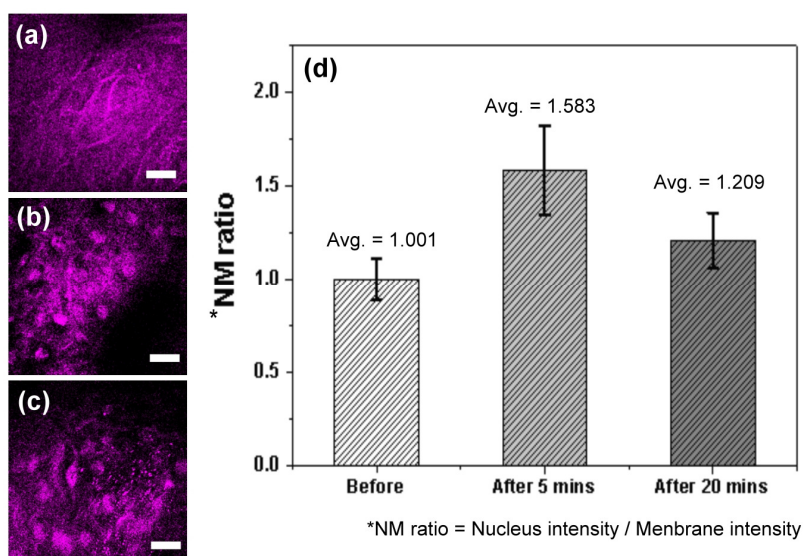 (a)
(b)
(c)
(d)
*NM ratio
2.0
1.5
1.0
0.5
0.0
Avg. = 1.001
Avg. = 1.583
Avg. = 1.209
Before After 5 mins After 20 mins
*NM ratio = Nucleus intensity / Menbrane intensity